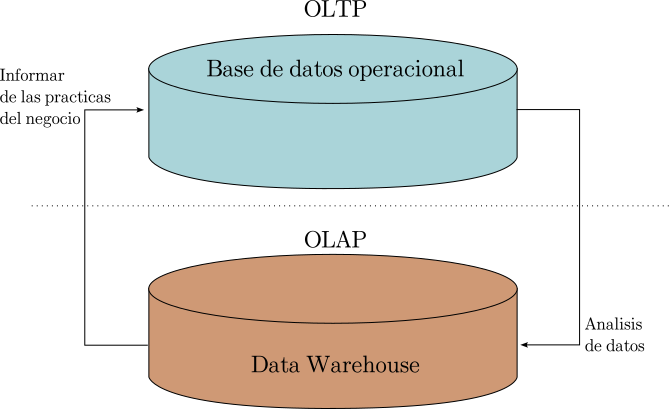 OLTP
Base de datos operacional
Informar
de las practicas
del negocio
OLAP
Analisis
de datos
Data Warehouse